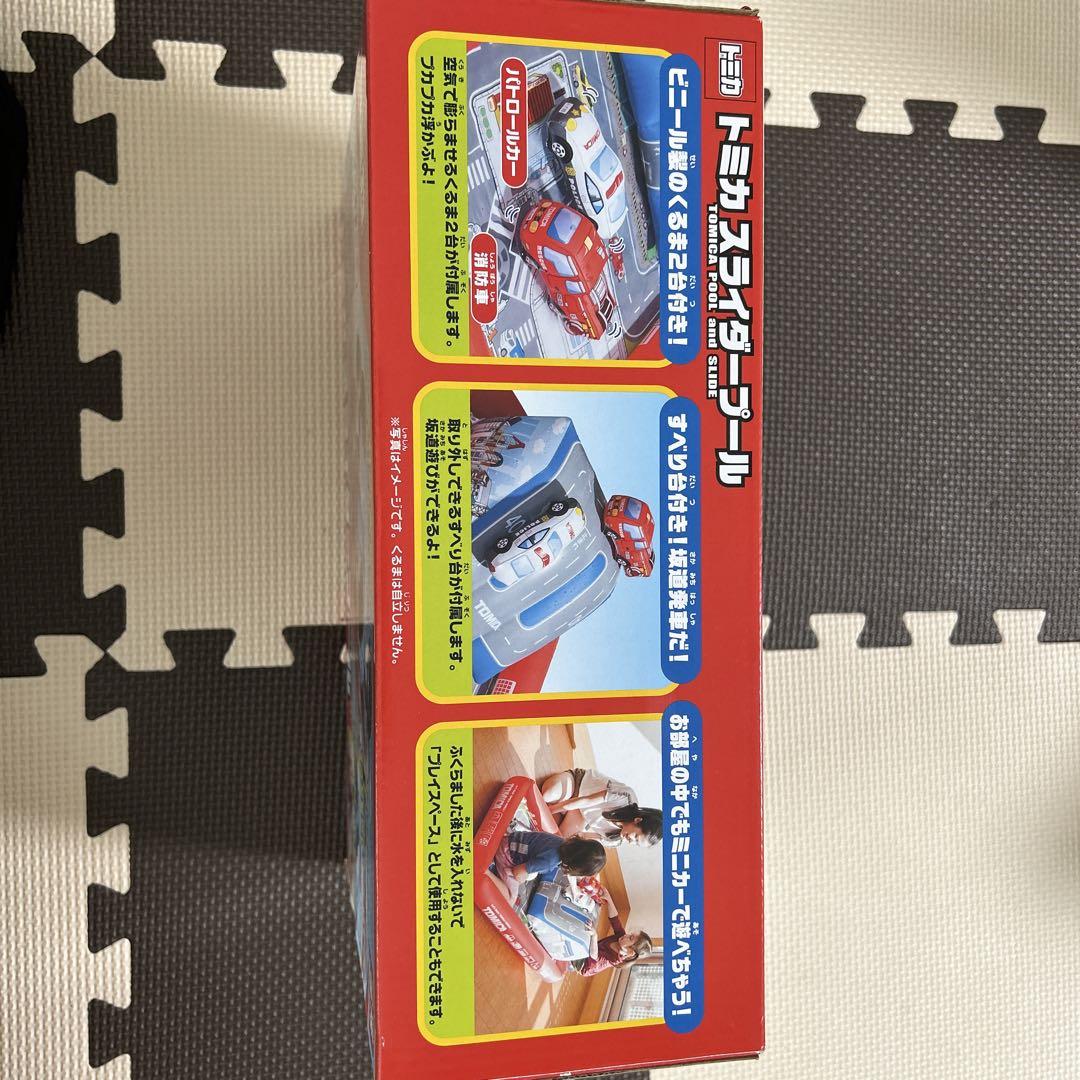 トミカ
トミカ スライダープール
TOMICA POOL and SLIDE
ビニール製のくるま2台付き!
パトロールカー
消防車
空気で膨らませるくるま2台が付属します。
プカプカ浮かぶよ!
すべり台付き!坂道発車だ!
POLICE
取り外しできるすべり台が付属します。
坂道遊びができるよ!
お部屋の中でもミニカーで遊べちゃう!
TOMICA
ふくらました後に水を入れないで
「プレイスペース」として使用することもできます。
※写真はイメージです。くるまは自立しません。